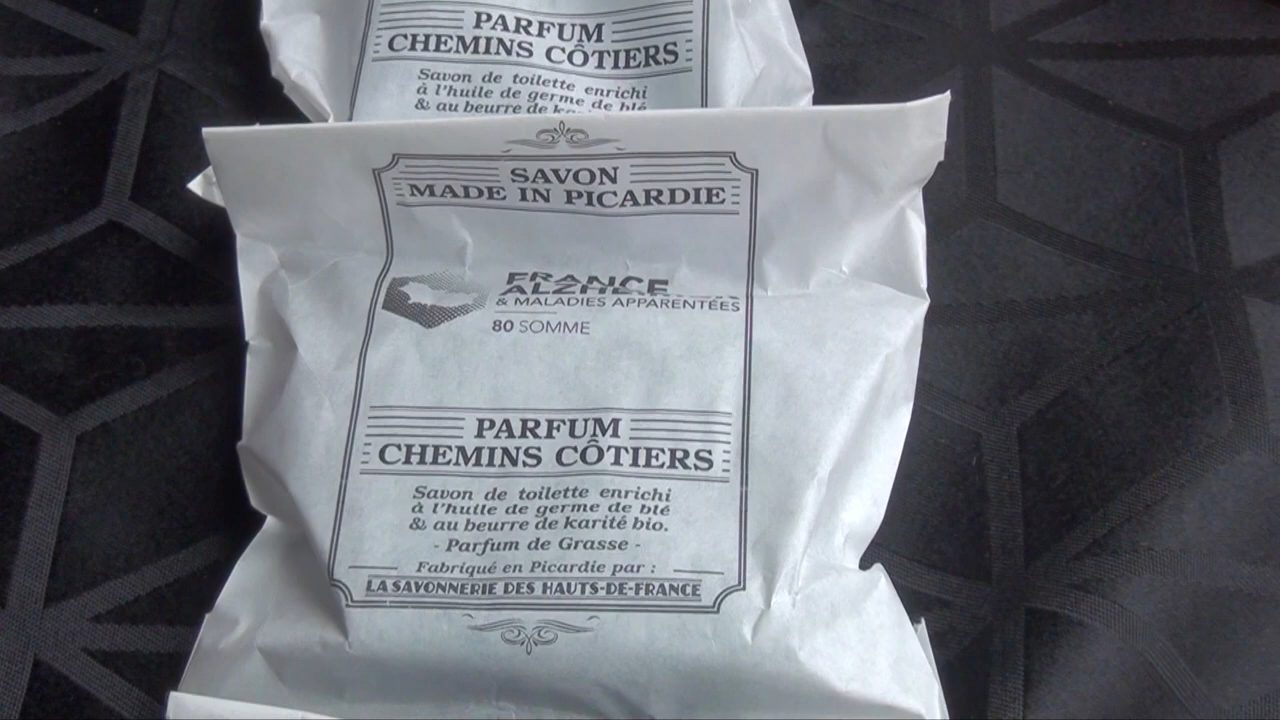 PARFUM
CHEMINS CÔTIERS
Savon de toilette enrichi
à l'huile de germe de blé
& au beurre de
SAVON
MADE IN PICARDIE
FRANCE
& MALADIES APPARENTÉES
80 SOMME
PARFUM
CHEMINS CÔTIERS
Savon de toilette enrichi
à l'huile de germe de blé
& au beurre de karité bio.
- Parfum de Grasse -
Fabriqué en Picardie par :
LA SAVONNERIE DES HAUTS-DE-FRANCE